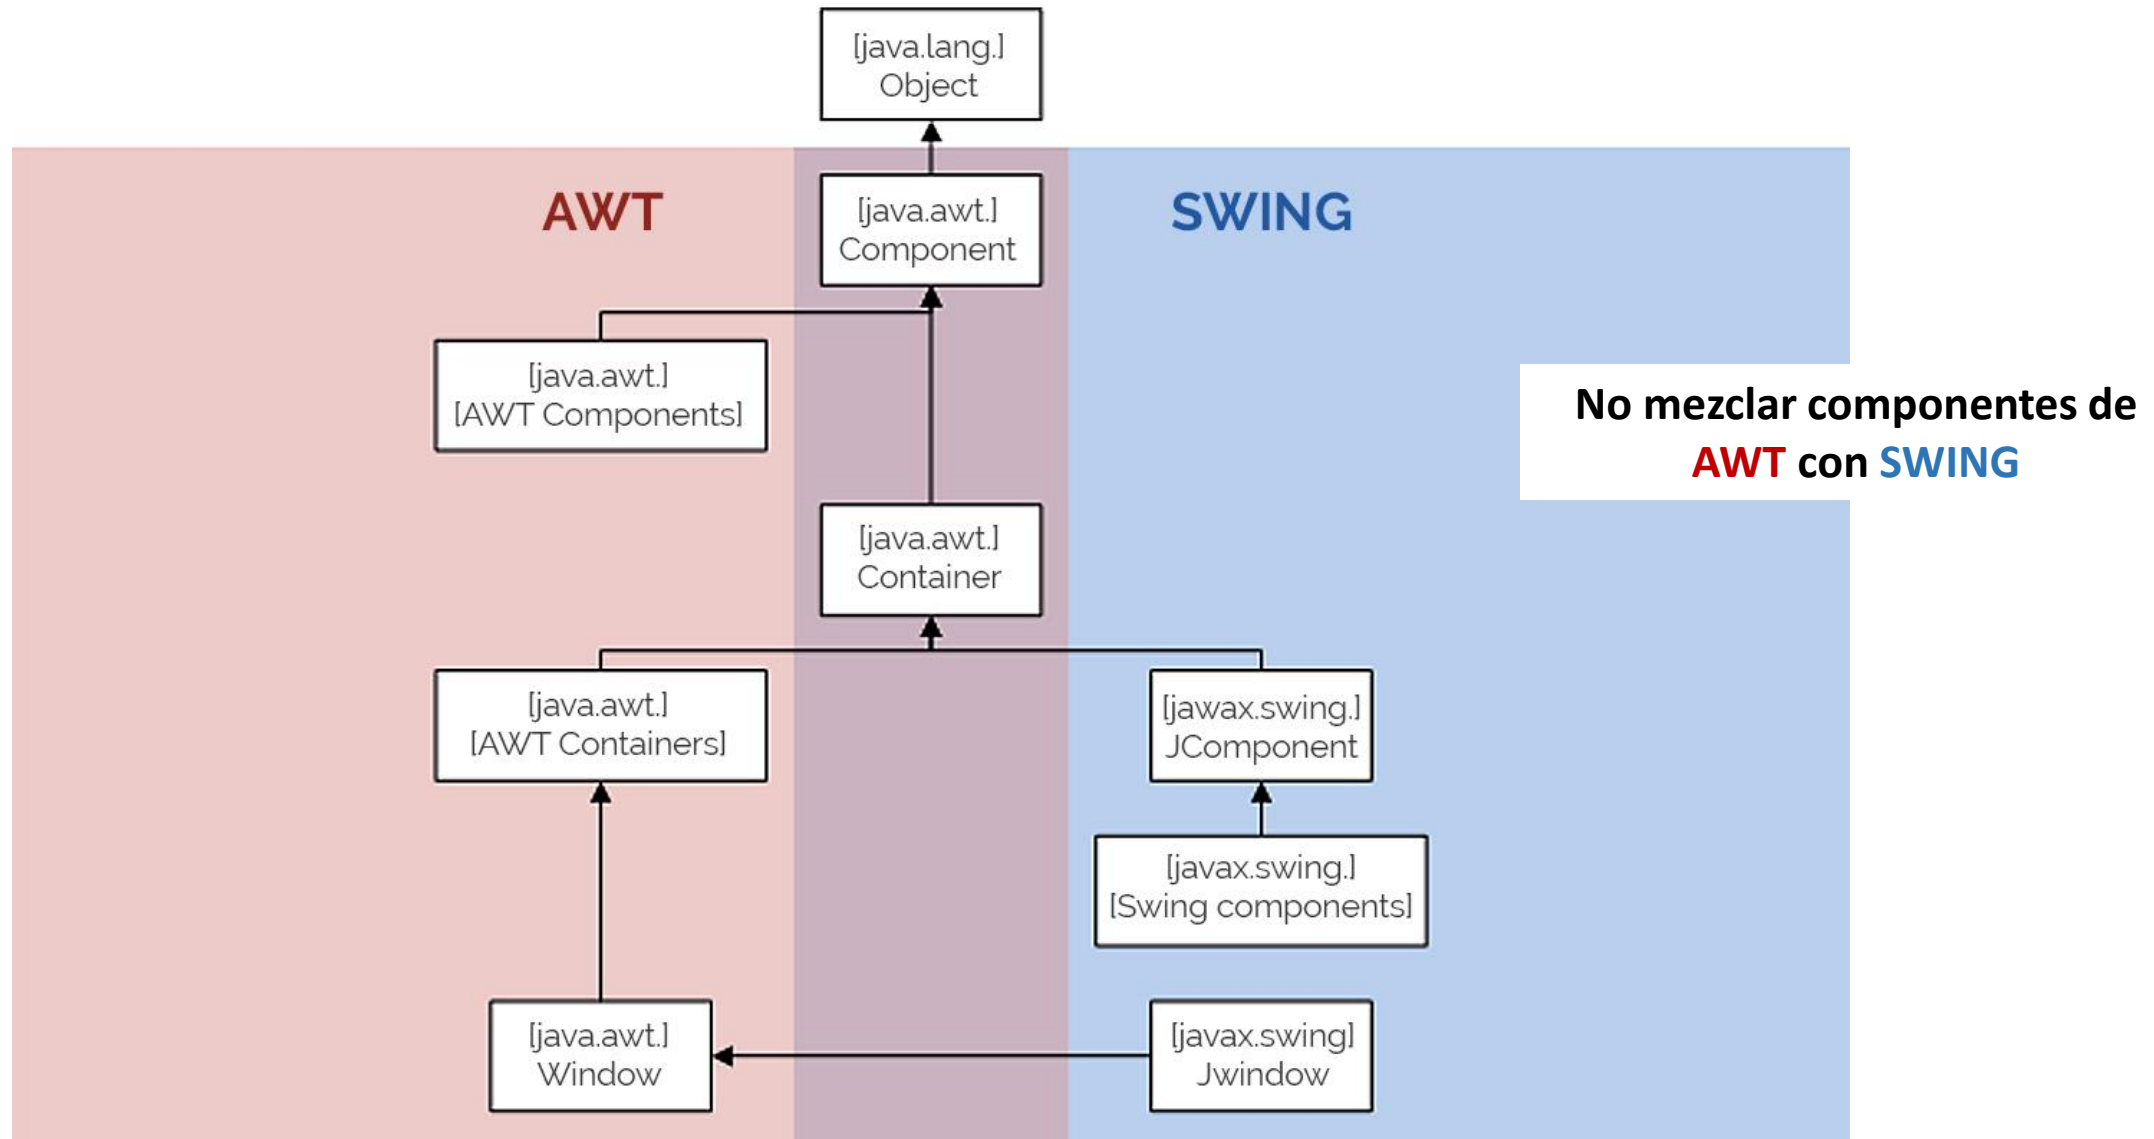 [java.lang.]
Object
AWT
[java.awt.]
Component
SWING
[java.awt.]
[AWT Components]
No mezclar componentes de
AWT con SWING
[java.awt.]
Container
[java.awt.]
[AWT Containers]
[jawax.swing.]
JComponent
[javax.swing.]
[Swing components]
[java.awt.]
Window
[javax.swing]
Jwindow